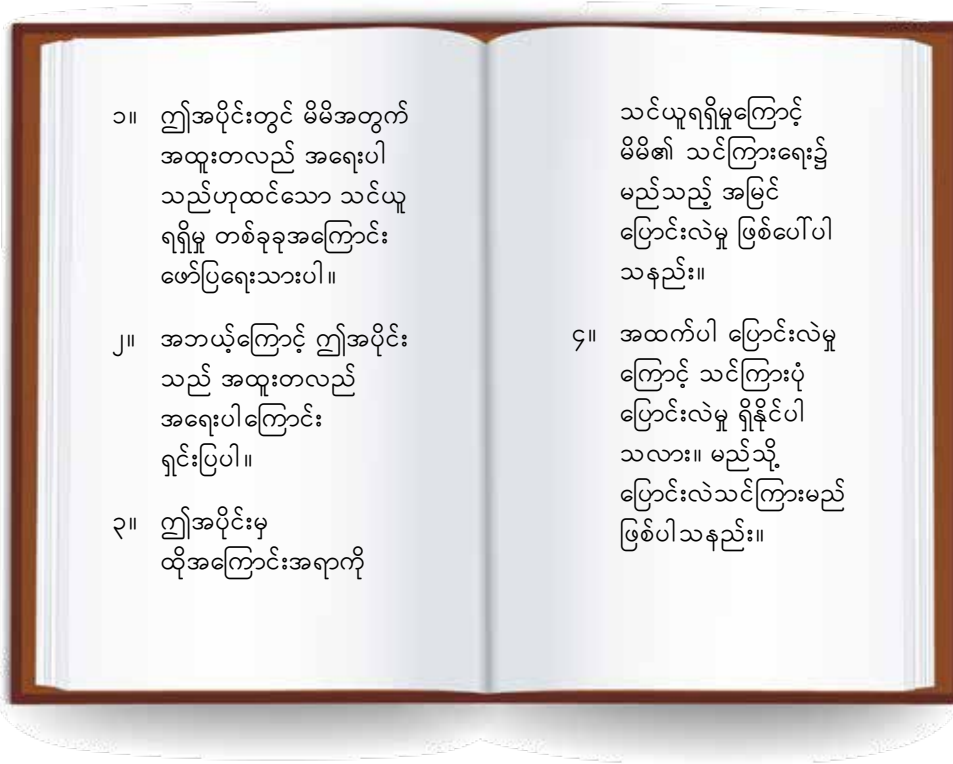 ၁။ ဤအပိုင်းတွင် မိမိအတွက်
အထူးတလည် အရေးပါ
သည်ဟုထင်သော သင်ယူ
ရရှိမှု တစ်ခုခုအကြောင်း
ဖော်ပြရေးသားပါ။
၂။ အဘယ့်ကြောင့် ဤအပိုင်း
သည် အထူးတလည်
အရေးပါကြောင်း
ရှင်းပြပါ။
၃။ ဤအပိုင်းမှ
ထိုအကြောင်းအရာကို
သင်ယူရရှိမှုကြောင့်
မိမိ၏ သင်ကြားရေး၌
မည်သည့် အမြင်
ပြောင်းလဲမှု ဖြစ်ပေါ်ပါ
သနည်း။
၄။ အထက်ပါ ပြောင်းလဲမှု
ကြောင့် သင်ကြားပုံ
ပြောင်းလဲမှု ရှိနိုင်ပါ
သလား။ မည်သို့
ပြောင်းလဲသင်ကြားမည်
ဖြစ်ပါသနည်း။